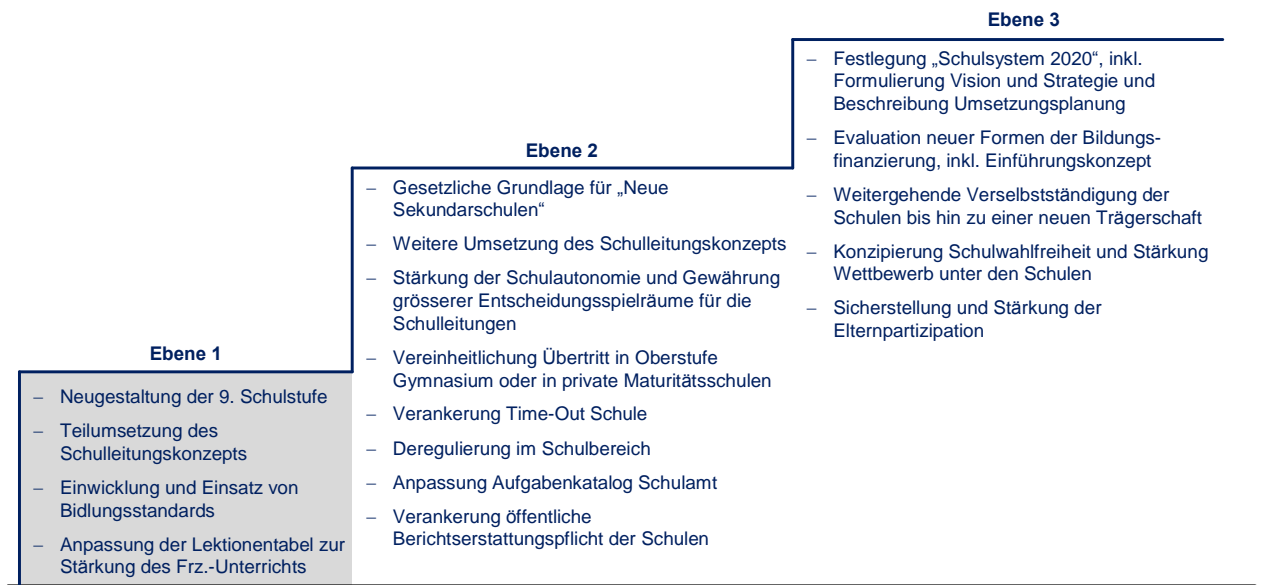 Ebene 1
– Neugestaltung der 9. Schulstufe
– Teilumsetzung des
Schulleitungskonzepts
– Einwicklung und Einsatz von
Bidlungsstandards
– Anpassung der Lektionentabel zur
Stärkung des Frz.-Unterrichts
Ebene 2
– Gesetzliche Grundlage für „Neue
Sekundarschulen“
– Weitere Umsetzung des Schulleitungskonzepts
– Stärkung der Schulautonomie und Gewährung
grösserer Entscheidungsspielräume für die
Schulleitungen
– Vereinheitlichung Übertritt in Oberstufe
Gymnasium oder in private Maturitätsschulen
– Verankerung Time-Out Schule
– Deregulierung im Schulbereich
– Anpassung Aufgabenkatalog Schulamt
– Verankerung öffentliche
Berichtserstattungspflicht der Schulen
Ebene 3
– Festlegung „Schulsystem 2020“, inkl.
Formulierung Vision und Strategie und
Beschreibung Umsetzungsplanung
– Evaluation neuer Formen der Bildungs-
finanzierung, inkl. Einführungskonzept
– Weitergehende Verselbstständigung der
Schulen bis hin zu einer neuen Trägerschaft
– Konzipierung Schulwahlfreiheit und Stärkung
Wettbewerb unter den Schulen
– Sicherstellung und Stärkung der
Elternpartizipation